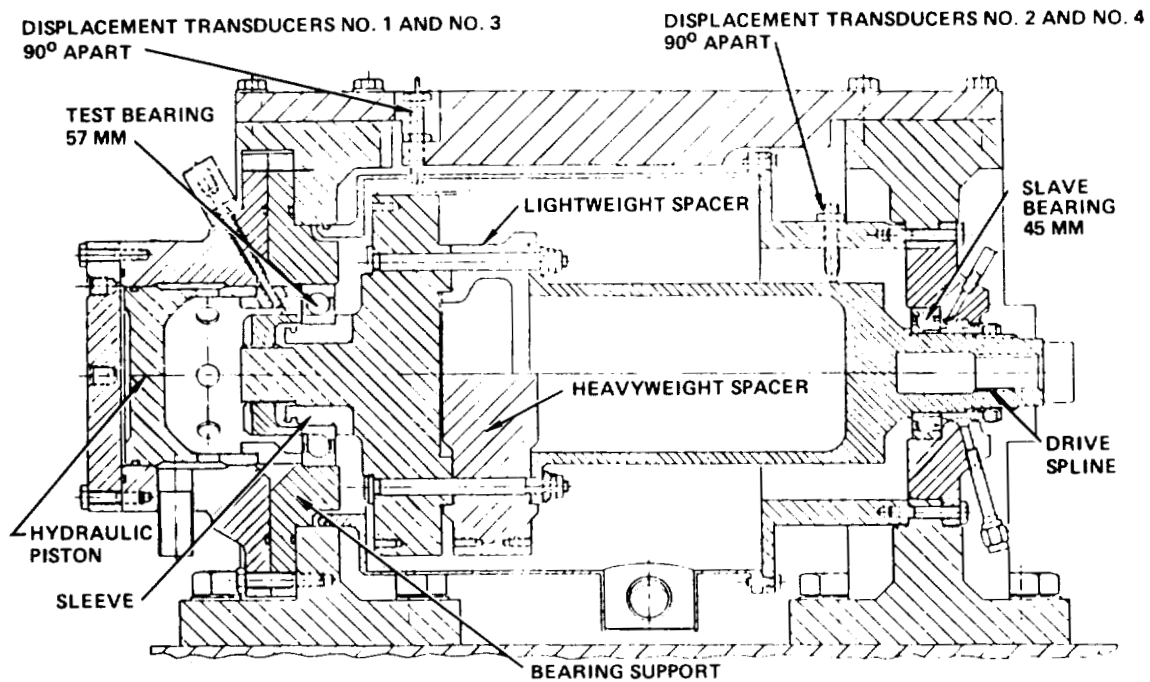 DISPLACEMENT TRANSDUCERS NO. 1 AND NO. 3
90° APART
DISPLACEMENT TRANSDUCERS NO. 2 AND NO. 4
90° APART
TEST BEARING
57 MM
LIGHTWEIGHT SPACER
SLAVE
BEARING
45 MM
HEAVYWEIGHT SPACER
DRIVE
SPLINE
HYDRAULIC
PISTON
SLEEVE
BEARING SUPPORT